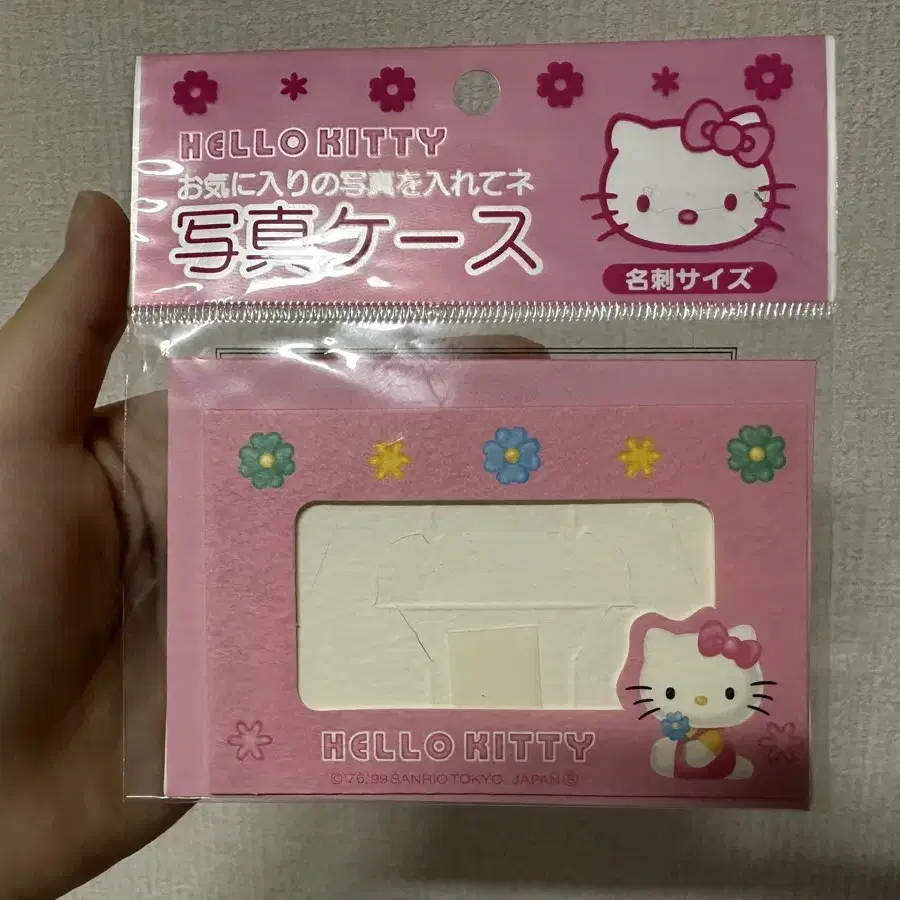 HELLO KITTY
お気に入りの写真を入れてネ
写真ケース
名刺サイズ
HELLO KITTY
©'76,'99 SANRIO TOKYO, JAPAN Ⓢ